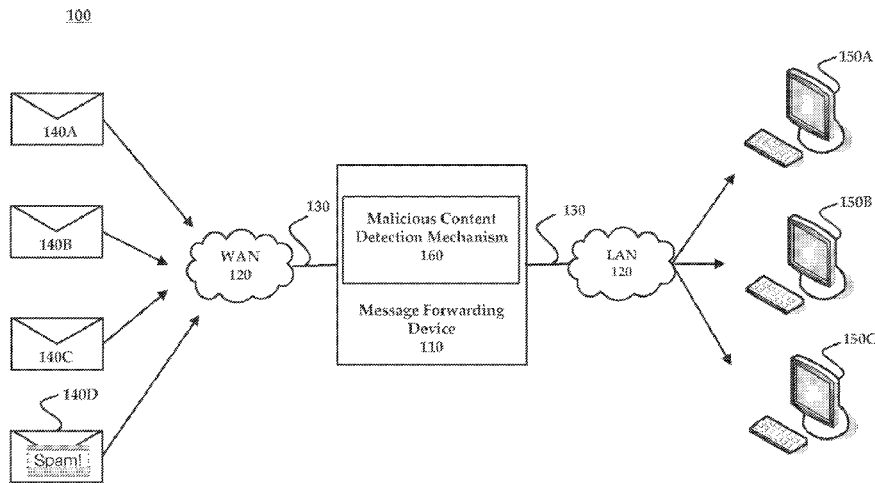 100
140A
140B
140C
140D
Spam!
WAN
120
130
Malicious Content
Detection Mechanism
160
Message Forwarding
Device
110
130
LAN
120
150A
150B
150C